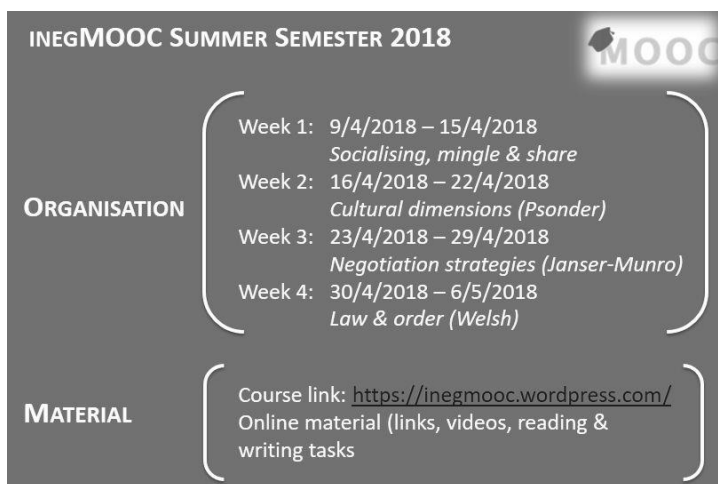 INEGMOOC SUMMER SEMESTER 2018
MOOC
Week 1: 9/4/2018 – 15/4/2018
Socialising, mingle & share
Week 2: 16/4/2018 – 22/4/2018
Cultural dimensions (Psonder)
ORGANISATION
Week 3: 23/4/2018 – 29/4/2018
Negotiation strategies (Janser-Munro)
Week 4: 30/4/2018 – 6/5/2018
Law & order (Welsh)
MATERIAL
Course link: https://inegmooc.wordpress.com/
Online material (links, videos, reading &
writing tasks